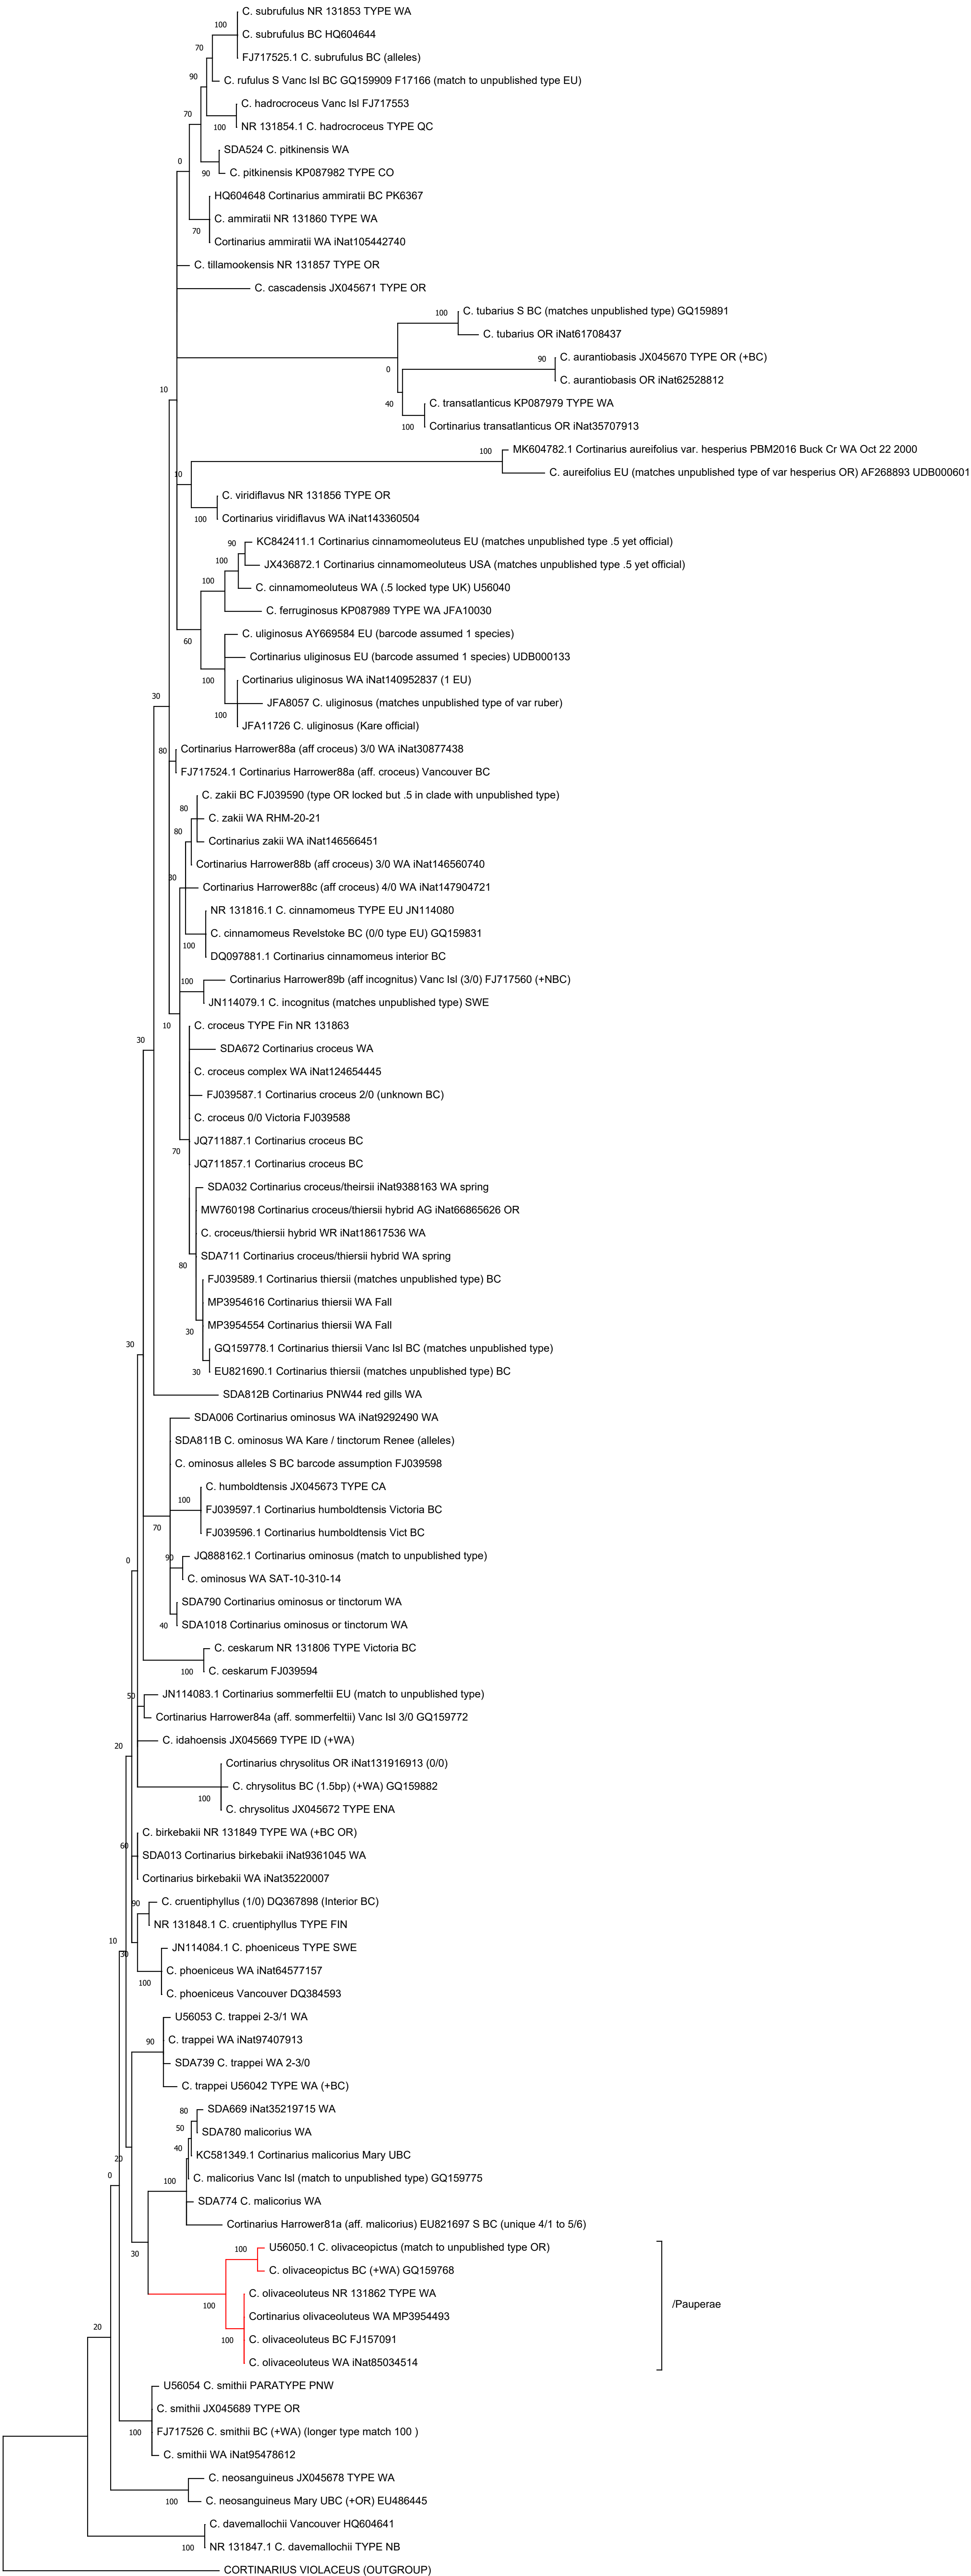 C. subrufulus NR 131853 TYPE WA
100
C. subrufulus BC HQ604644
70
FJ717525.1 C. subrufulus BC (alleles)
90
C. rufulus S Vanc Isl BC GQ159909 F17166 (match to unpublished type EU)
C. hadrocroceus Vanc Isl FJ717553
70
100
NR 131854.1 C. hadrocroceus TYPE QC
SDA524 C. pitkinensis WA
0
90
C. pitkinensis KP087982 TYPE CO
HQ604648 Cortinarius ammiratii BC PK6367
C. ammiratii NR 131860 TYPE WA
70
Cortinarius ammiratii WA iNat105442740
C. tillamookensis NR 131857 TYPE OR
C. cascadensis JX045671 TYPE OR
100
C. tubarius S BC (matches unpublished type) GQ159891
C. tubarius OR iNat61708437
90
C. aurantiobasis JX045670 TYPE OR (+BC)
0
C. aurantiobasis OR iNat62528812
10
40
C. transatlanticus KP087979 TYPE WA
100
Cortinarius transatlanticus OR iNat35707913
100
MK604782.1 Cortinarius aureifolius var. hesperius PBM2016 Buck Cr WA Oct 22 2000
10
C. aureifolius EU (matches unpublished type of var hesperius OR) AF268893 UDB000601
C. viridiflavus NR 131856 TYPE OR
100
Cortinarius viridiflavus WA iNat143360504
90
KC842411.1 Cortinarius cinnamomeoluteus EU (matches unpublished type .5 yet official)
100
JX436872.1 Cortinarius cinnamomeoluteus USA (matches unpublished type .5 yet official)
100
C. cinnamomeoluteus WA (.5 locked type UK) U56040
C. ferruginosus KP087989 TYPE WA JFA10030
60
C. uliginosus AY669584 EU (barcode assumed 1 species)
Cortinarius uliginosus EU (barcode assumed 1 species) UDB000133
100
Cortinarius uliginosus WA iNat140952837 (1 EU)
30
JFA8057 C. uliginosus (matches unpublished type of var ruber)
100
JFA11726 C. uliginosus (Kare official)
80
Cortinarius Harrower88a (aff croceus) 3/0 WA iNat30877438
FJ717524.1 Cortinarius Harrower88a (aff. croceus) Vancouver BC
C. zakii BC FJ039590 (type OR locked but .5 in clade with unpublished type)
80
C. zakii WA RHM-20-21
80
Cortinarius zakii WA iNat146566451
Cortinarius Harrower88b (aff croceus) 3/0 WA iNat146560740
30
Cortinarius Harrower88c (aff croceus) 4/0 WA iNat147904721
NR 131816.1 C. cinnamomeus TYPE EU JN114080
C. cinnamomeus Revelstoke BC (0/0 type EU) GQ159831
100
DQ097881.1 Cortinarius cinnamomeus interior BC
100
Cortinarius Harrower89b (aff incognitus) Vanc Isl (3/0) FJ717560 (+NBC)
JN114079.1 C. incognitus (matches unpublished type) SWE
10
C. croceus TYPE Fin NR 131863
30
SDA672 Cortinarius croceus WA
C. croceus complex WA iNat124654445
FJ039587.1 Cortinarius croceus 2/0 (unknown BC)
C. croceus 0/0 Victoria FJ039588
JQ711887.1 Cortinarius croceus BC
70
JQ711857.1 Cortinarius croceus BC
SDA032 Cortinarius croceus/theirsii iNat9388163 WA spring
MW760198 Cortinarius croceus/thiersii hybrid AG iNat66865626 OR
C. croceus/thiersii hybrid WR iNat18617536 WA
SDA711 Cortinarius croceus/thiersii hybrid WA spring
80
FJ039589.1 Cortinarius thiersii (matches unpublished type) BC
MP3954616 Cortinarius thiersii WA Fall
MP3954554 Cortinarius thiersii WA Fall
30
30
GQ159778.1 Cortinarius thiersii Vanc Isl BC (matches unpublished type)
30
EU821690.1 Cortinarius thiersii (matches unpublished type) BC
SDA812B Cortinarius PNW44 red gills WA
SDA006 Cortinarius ominosus WA iNat9292490 WA
SDA811B C. ominosus WA Kare / tinctorum Renee (alleles)
C. ominosus alleles S BC barcode assumption FJ039598
C. humboldtensis JX045673 TYPE CA
100
FJ039597.1 Cortinarius humboldtensis Victoria BC
70
FJ039596.1 Cortinarius humboldtensis Vict BC
0
90
JQ888162.1 Cortinarius ominosus (match to unpublished type)
C. ominosus WA SAT-10-310-14
SDA790 Cortinarius ominosus or tinctorum WA
40
SDA1018 Cortinarius ominosus or tinctorum WA
C. ceskarum NR 131806 TYPE Victoria BC
100
C. ceskarum FJ039594
50
JN114083.1 Cortinarius sommerfeltii EU (match to unpublished type)
Cortinarius Harrower84a (aff. sommerfeltii) Vanc Isl 3/0 GQ159772
20
C. idahoensis JX045669 TYPE ID (+WA)
Cortinarius chrysolitus OR iNat131916913 (0/0)
C. chrysolitus BC (1.5bp) (+WA) GQ159882
100
C. chrysolitus JX045672 TYPE ENA
C. birkebakii NR 131849 TYPE WA (+BC OR)
60
SDA013 Cortinarius birkebakii iNat9361045 WA
Cortinarius birkebakii WA iNat35220007
90
C. cruentiphyllus (1/0) DQ367898 (Interior BC)
NR 131848.1 C. cruentiphyllus TYPE FIN
10
30
JN114084.1 C. phoeniceus TYPE SWE
C. phoeniceus WA iNat64577157
100
C. phoeniceus Vancouver DQ384593
U56053 C. trappei 2-3/1 WA
90
C. trappei WA iNat97407913
SDA739 C. trappei WA 2-3/0
C. trappei U56042 TYPE WA (+BC)
80
SDA669 iNat35219715 WA
50
SDA780 malicorius WA
40
KC581349.1 Cortinarius malicorius Mary UBC
20
0
100
C. malicorius Vanc Isl (match to unpublished type) GQ159775
SDA774 C. malicorius WA
Cortinarius Harrower81a (aff. malicorius) EU821697 S BC (unique 4/1 to 5/6)
30
100
U56050.1 C. olivaceopictus (match to unpublished type OR)
C. olivaceopictus BC (+WA) GQ159768
C. olivaceoluteus NR 131862 TYPE WA
100
/Pauperae
Cortinarius olivaceoluteus WA MP3954493
20
100
C. olivaceoluteus BC FJ157091
C. olivaceoluteus WA iNat85034514
U56054 C. smithii PARATYPE PNW
C. smithii JX045689 TYPE OR
100
FJ717526 C. smithii BC (+WA) (longer type match 100 )
C. smithii WA iNat95478612
C. neosanguineus JX045678 TYPE WA
100
C. neosanguineus Mary UBC (+OR) EU486445
C. davemallochii Vancouver HQ604641
100
NR 131847.1 C. davemallochii TYPE NB
CORTINARIUS VIOLACEUS (OUTGROUP)